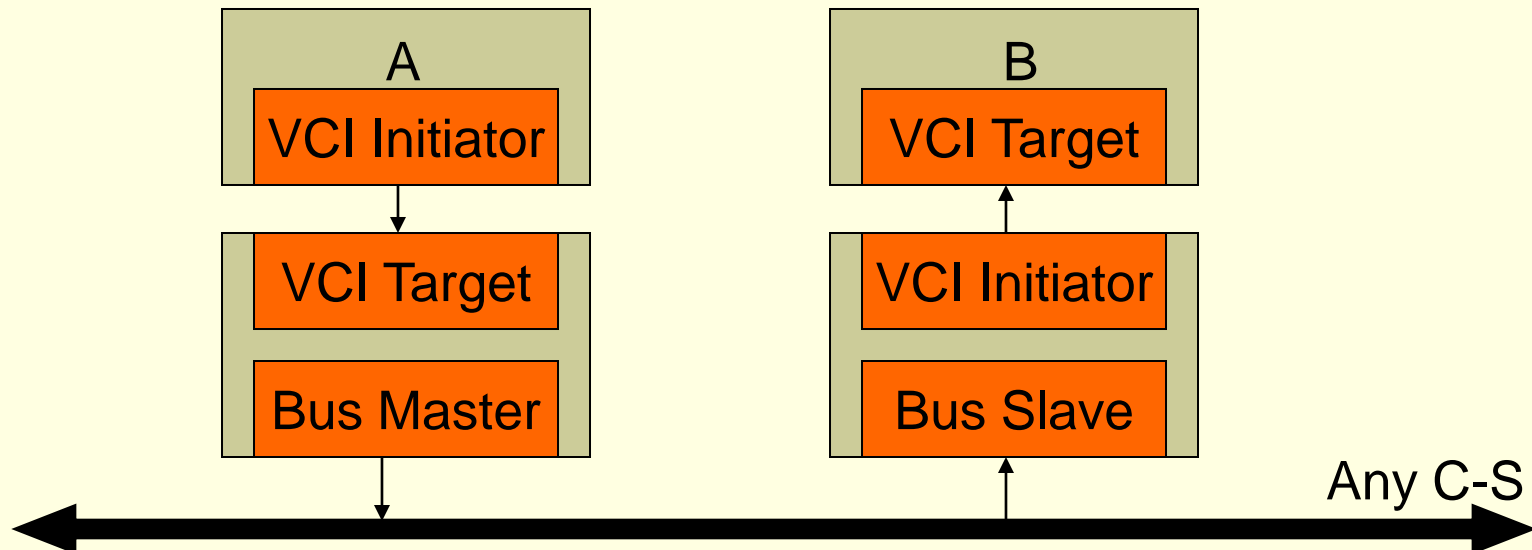 A
VCI Initiator
VCI Target
Bus Master
B
VCI Target
VCI Initiator
Bus Slave
Any C-S